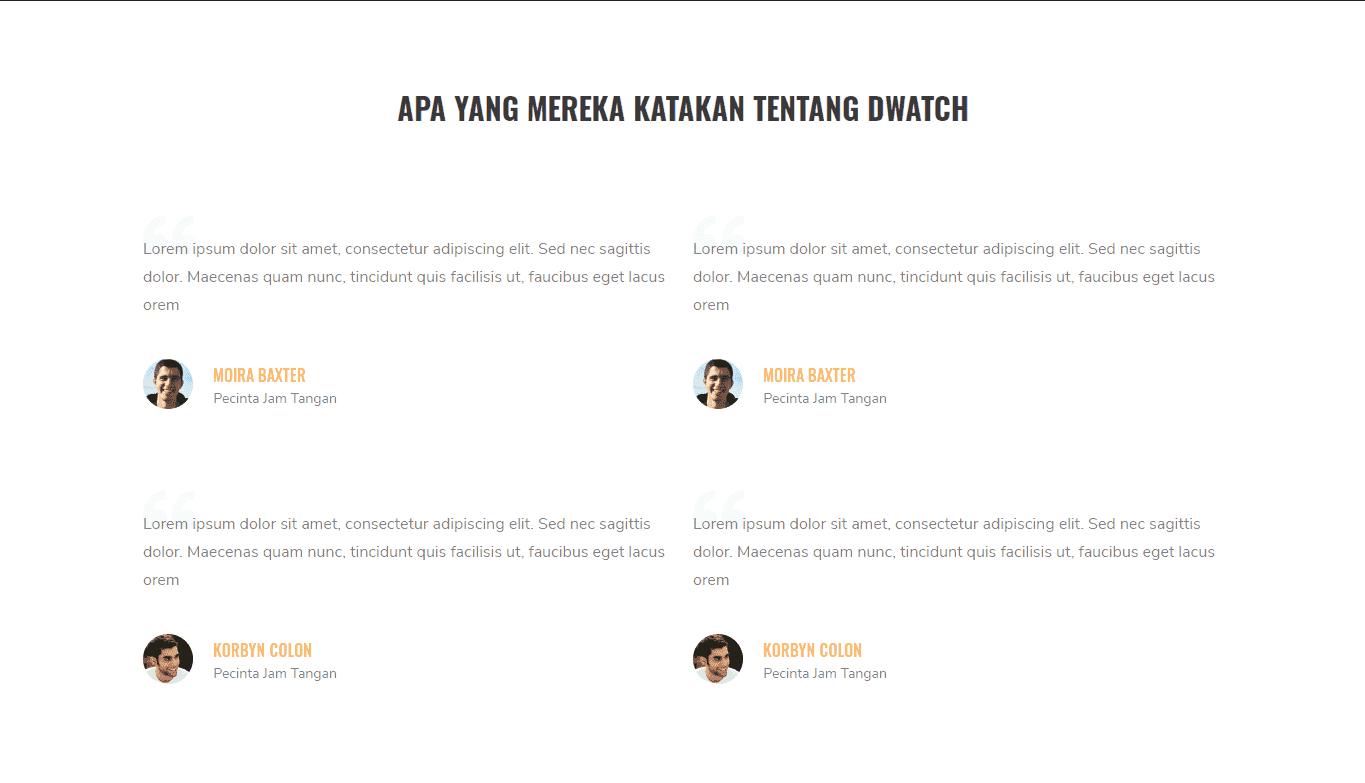 APA YANG MEREKA KATAKAN TENTANG DWATCH
Lorem ipsum dolor sit amet, consectetur adipiscing elit. Sed nec sagittis
dolor. Maecenas quam nunc, tincidunt quis facilisis ut, faucibus eget lacus
orem
MOIRA BAXTER
Pecinta Jam Tangan
Lorem ipsum dolor sit amet, consectetur adipiscing elit. Sed nec sagittis
dolor. Maecenas quam nunc, tincidunt quis facilisis ut, faucibus eget lacus
orem
MOIRA BAXTER
Pecinta Jam Tangan
Lorem ipsum dolor sit amet, consectetur adipiscing elit. Sed nec sagittis
dolor. Maecenas quam nunc, tincidunt quis facilisis ut, faucibus eget lacus
orem
KORBYN COLON
Pecinta Jam Tangan
Lorem ipsum dolor sit amet, consectetur adipiscing elit. Sed nec sagittis
dolor. Maecenas quam nunc, tincidunt quis facilisis ut, faucibus eget lacus
orem
KORBYN COLON
Pecinta Jam Tangan